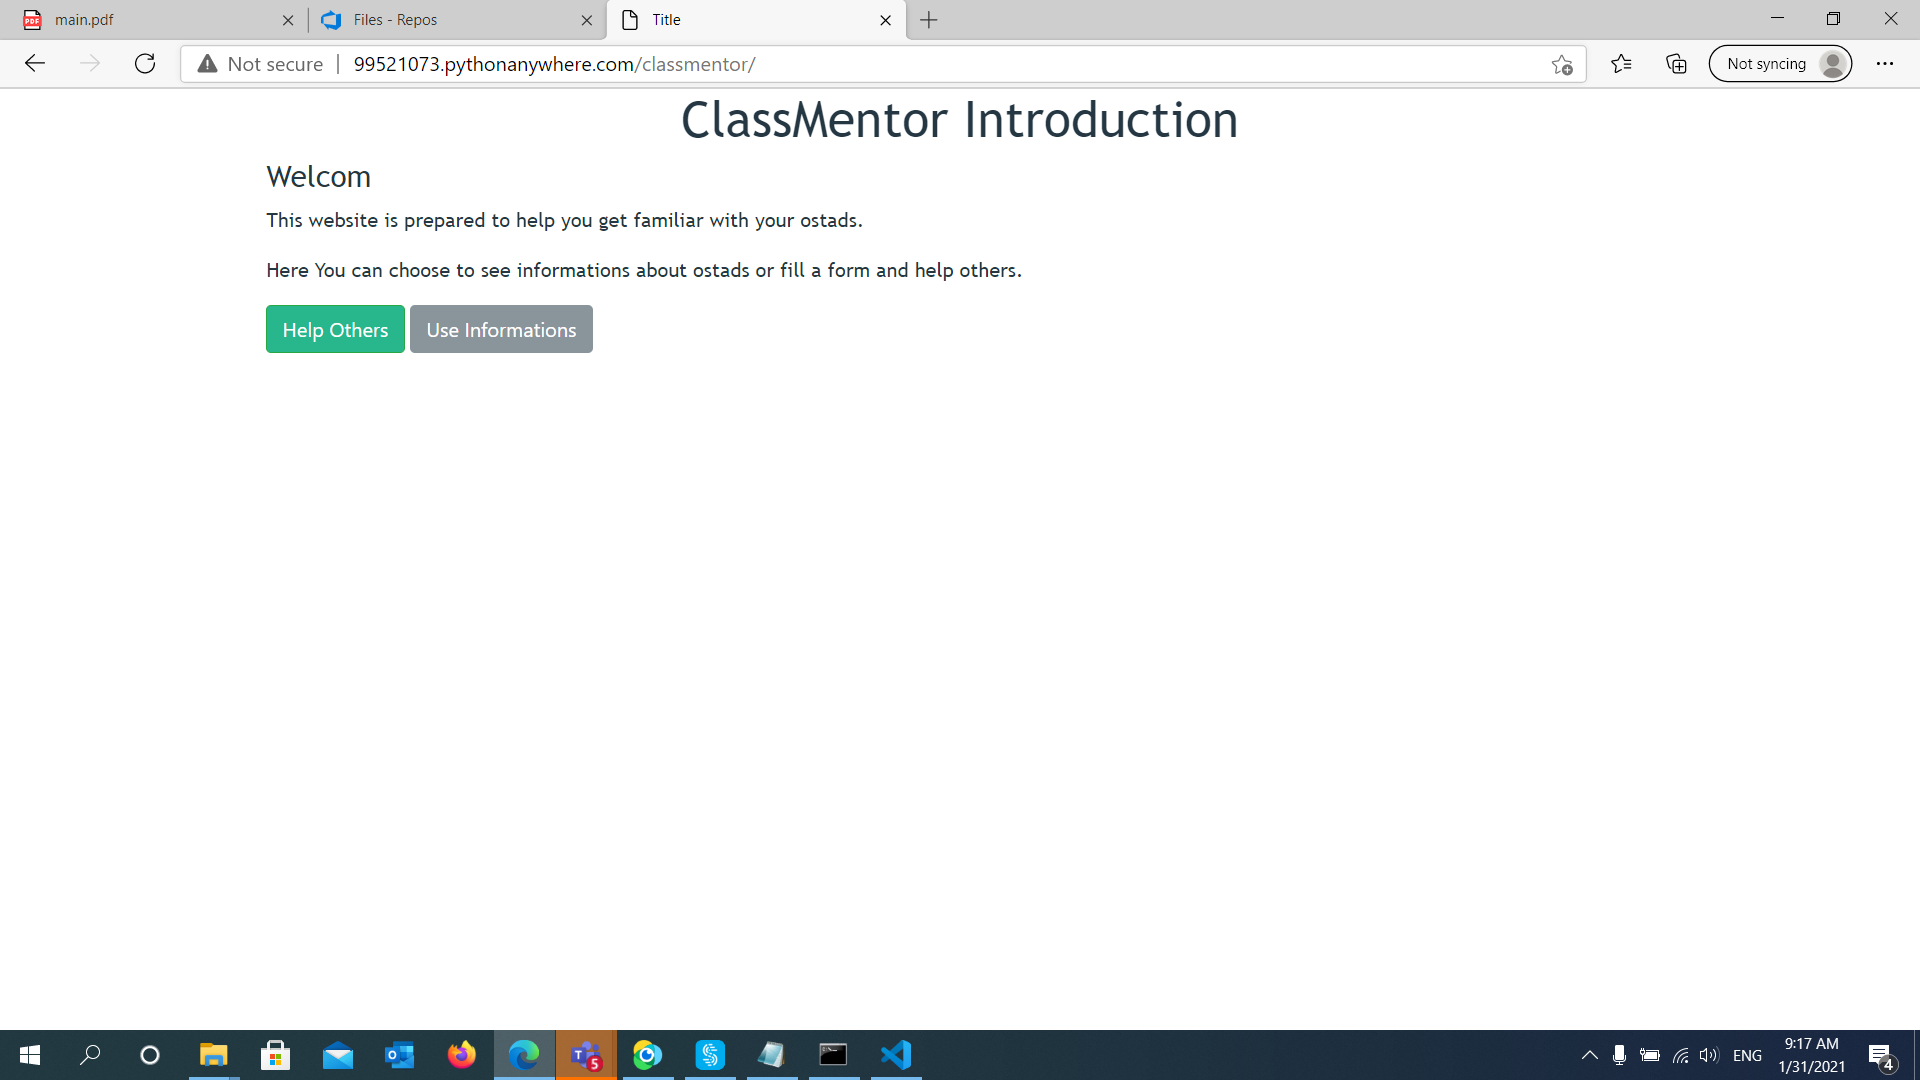 main.pdf
Files - Repos
Title
Not secure
99521073.pythonanywhere.com/classmentor/
Not syncing
ClassMentor Introduction
Welcom
This website is prepared to help you get familiar with your ostads.
Here You can choose to see informations about ostads or fill a form and help others.
Help Others
Use Informations
5
ENG
9:17 AM
1/31/2021
4